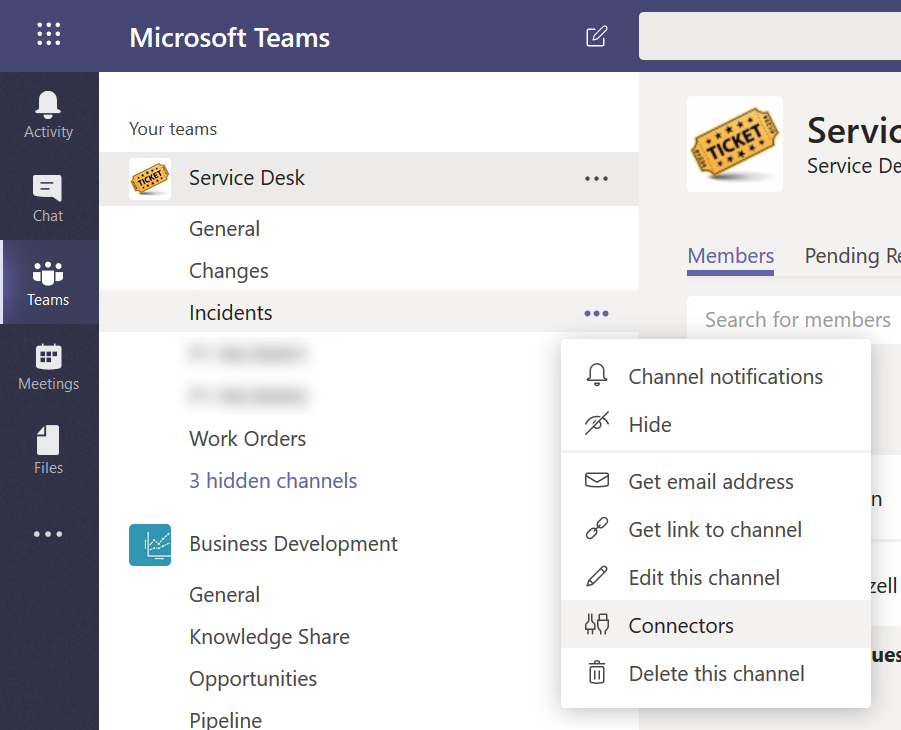 Microsoft Teams
Activity
Chat
Teams
Meetings
Files
Your teams
TICKET
Service Desk
General
Changes
Incidents
Work Orders
3 hidden channels
Business Development
General
Knowledge Share
Opportunities
Pipeline
TICKET
Servic
Service De
Members
Pending Re
Search for members
Channel notifications
Hide
Get email address
Get link to channel
Edit this channel
Connectors
Delete this channel
n
zell
ues